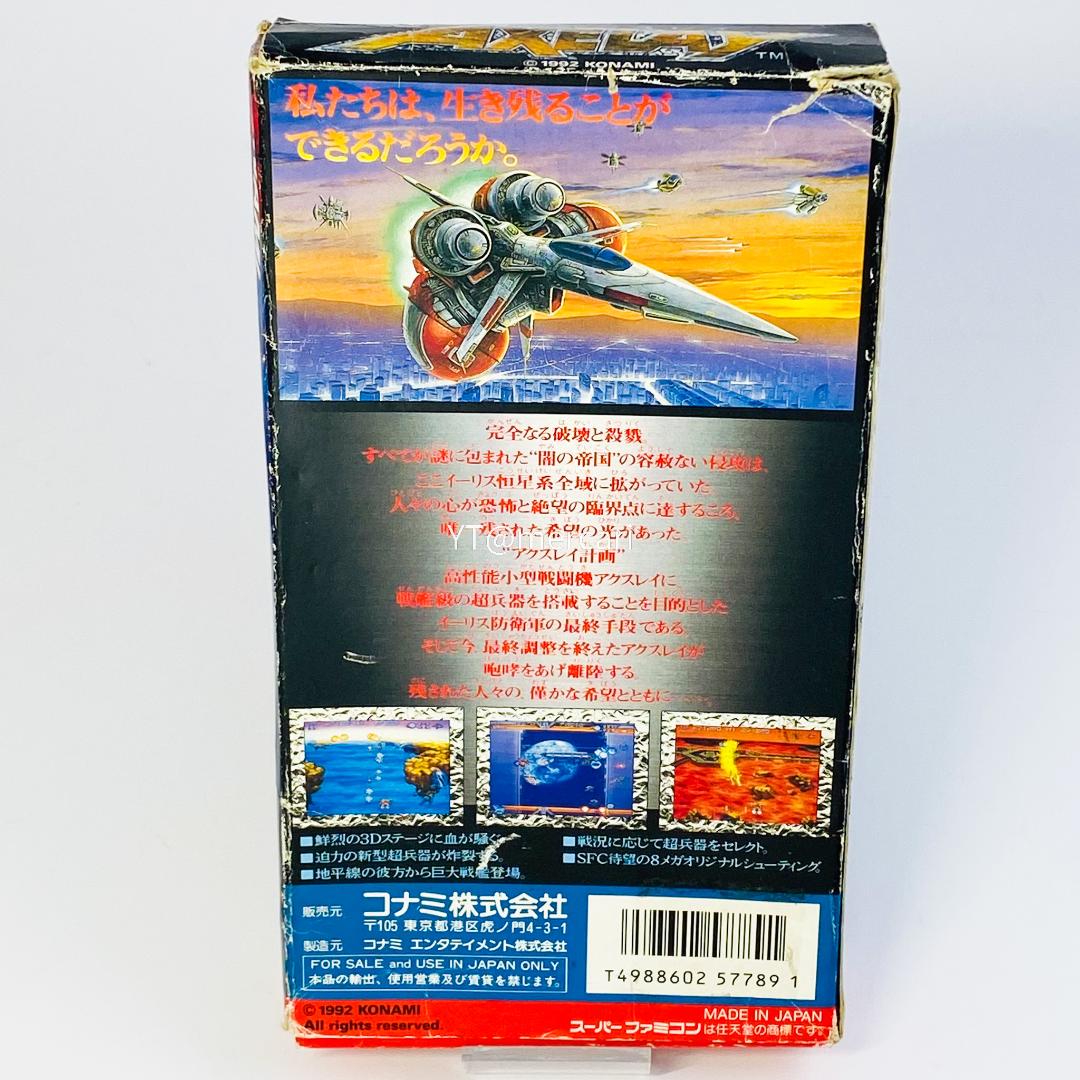 TM
© 1992 KONAMI
私たちは、生き残ることが
できるだろうか。
完全なる破壊と殺戮。
すべてが謎に包まれた“闇の帝国”の容赦ない侵攻は、
ここイーリス恒星系全域に拡がっていた。
人々の心が恐怖と絶望の臨界点に達するころ、
唯一残された希望の光があった
YT@mercari
“アクスレイ計画”
高性能小型戦闘機アクスレイに
戦艦級の超兵器を搭載することを目的とした
イーリス防衛軍の最終手段である。
そして今、最終調整を終えたアクスレイが
咆哮をあげ離陸する
残された人々の、僅かな希望とともに……。
■鮮烈の3Dステージに血が騒ぐ。
■迫力の新型超兵器が炸裂する。
■地平線の彼方から巨大戦艦登場。
■戦況に応じて超兵器をセレクト。
■SFC待望の8メガオリジナルシューティング。
販売元 コナミ株式会社
〒105 東京都港区虎ノ門4-3-1
製造元 コナミ エンタテイメント株式会社
FOR SALE and USE IN JAPAN ONLY
本品の輸出、使用営業及び賃貸を禁じます。
T4988602 57789 1
© 1992 KONAMI
All rights reserved.
MADE IN JAPAN
スーパーファミコンは任天堂の商標です。